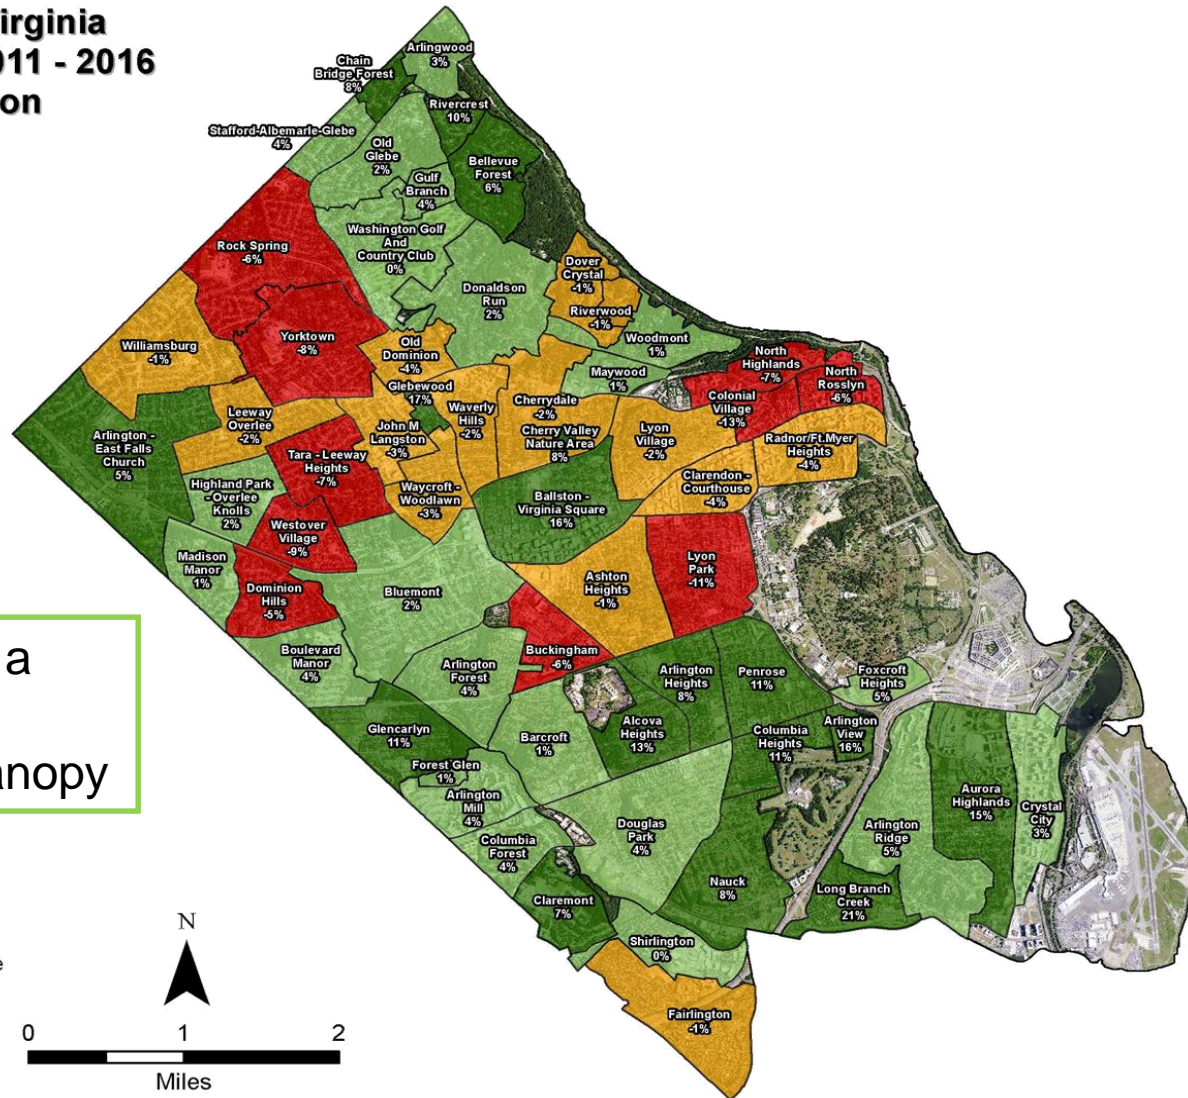 irginia
011 - 2016
on
Arlingwood
3%
Chain
Bridge Forest
8%
Rivercrest
10%
Stafford-Albemarle-Glebe
4%
Old
Glebe
2%
Bellevue
Forest
6%
Gulf
Branch
4%
Washington Golf
And
Country Club
0%
Rock Spring
-6%
Dover
Crystal
-1%
Donaldson
Run
2%
Riverwood
-1%
Williamsburg
-1%
Yorktown
-8%
Old
Dominion
-4%
Woodmont
1%
North
Highlands
-7%
Maywood
1%
North
Rosslyn
-6%
Glebewood
17%
Colonial
Village
-13%
Leeway
Overlee
-2%
Waverly
Hills
-2%
Cherrydale
-2%
John M
Langston
-3%
Cherry Valley
Nature Area
8%
Lyon
Village
-2%
Radnor/Ft.Myer
Heights
-4%
Arlington -
East Falls
Church
5%
Tara - Leeway
Heights
-7%
Clarendon -
Courthouse
-4%
Highland Park
- Overlee
Knolls
2%
Waycroft -
Woodlawn
-3%
Ballston -
Virginia Square
16%
Westover
Village
-9%
Madison
Manor
1%
Lyon
Park
-11%
Ashton
Heights
-1%
Dominion
Hills
-5%
Bluemont
2%
a
anopy
Boulevard
Manor
4%
Buckingham
-6%
Arlington
Forest
4%
Arlington
Heights
8%
Penrose
11%
Foxcroft
Heights
5%
Glencarlyn
11%
Alcova
Heights
13%
Columbia
Heights
11%
Arlington
View
16%
Barcroft
1%
Forest Glen
1%
Arlington
Mill
4%
Aurora
Highlands
15%
Crystal
City
3%
Douglas
Park
4%
Arlington
Ridge
5%
Columbia
Forest
4%
Nauck
8%
Long Branch
Creek
21%
Claremont
7%
Shirlington
0%
Fairlington
-1%
N
e
0 1 2
Miles